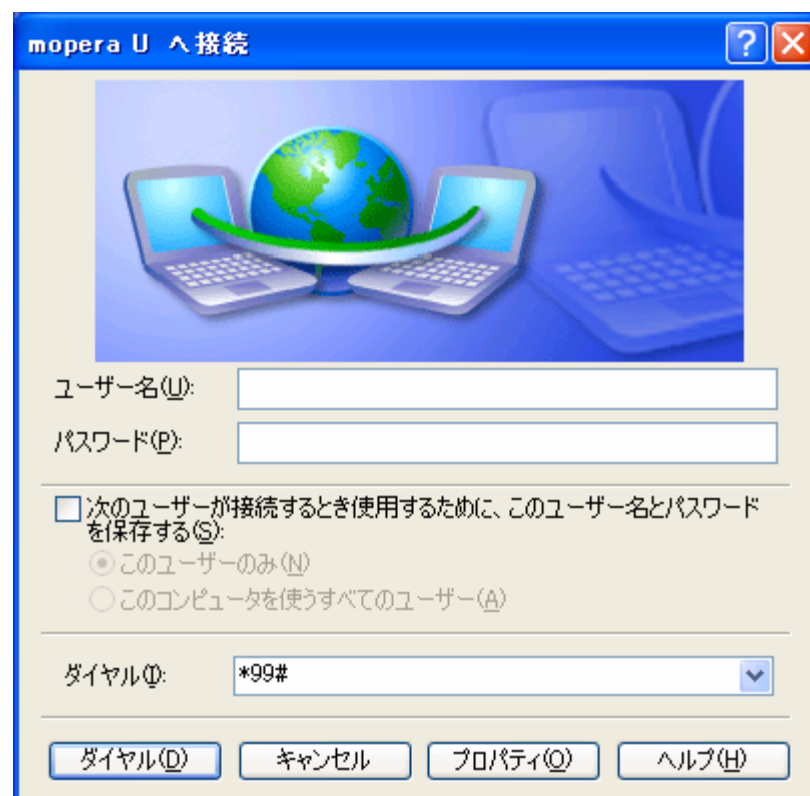 mopera U へ接続
ユーザー名(U):
パスワード(P):
次のユーザーが接続するとき使用するために、このユーザー名とパスワード
を保存する(S):
このユーザーのみ(N)
このコンピュータを使うすべてのユーザー(A)
ダイヤル(I): *99#
ダイヤル(D) キャンセル プロパティ(O) ヘルプ(H)